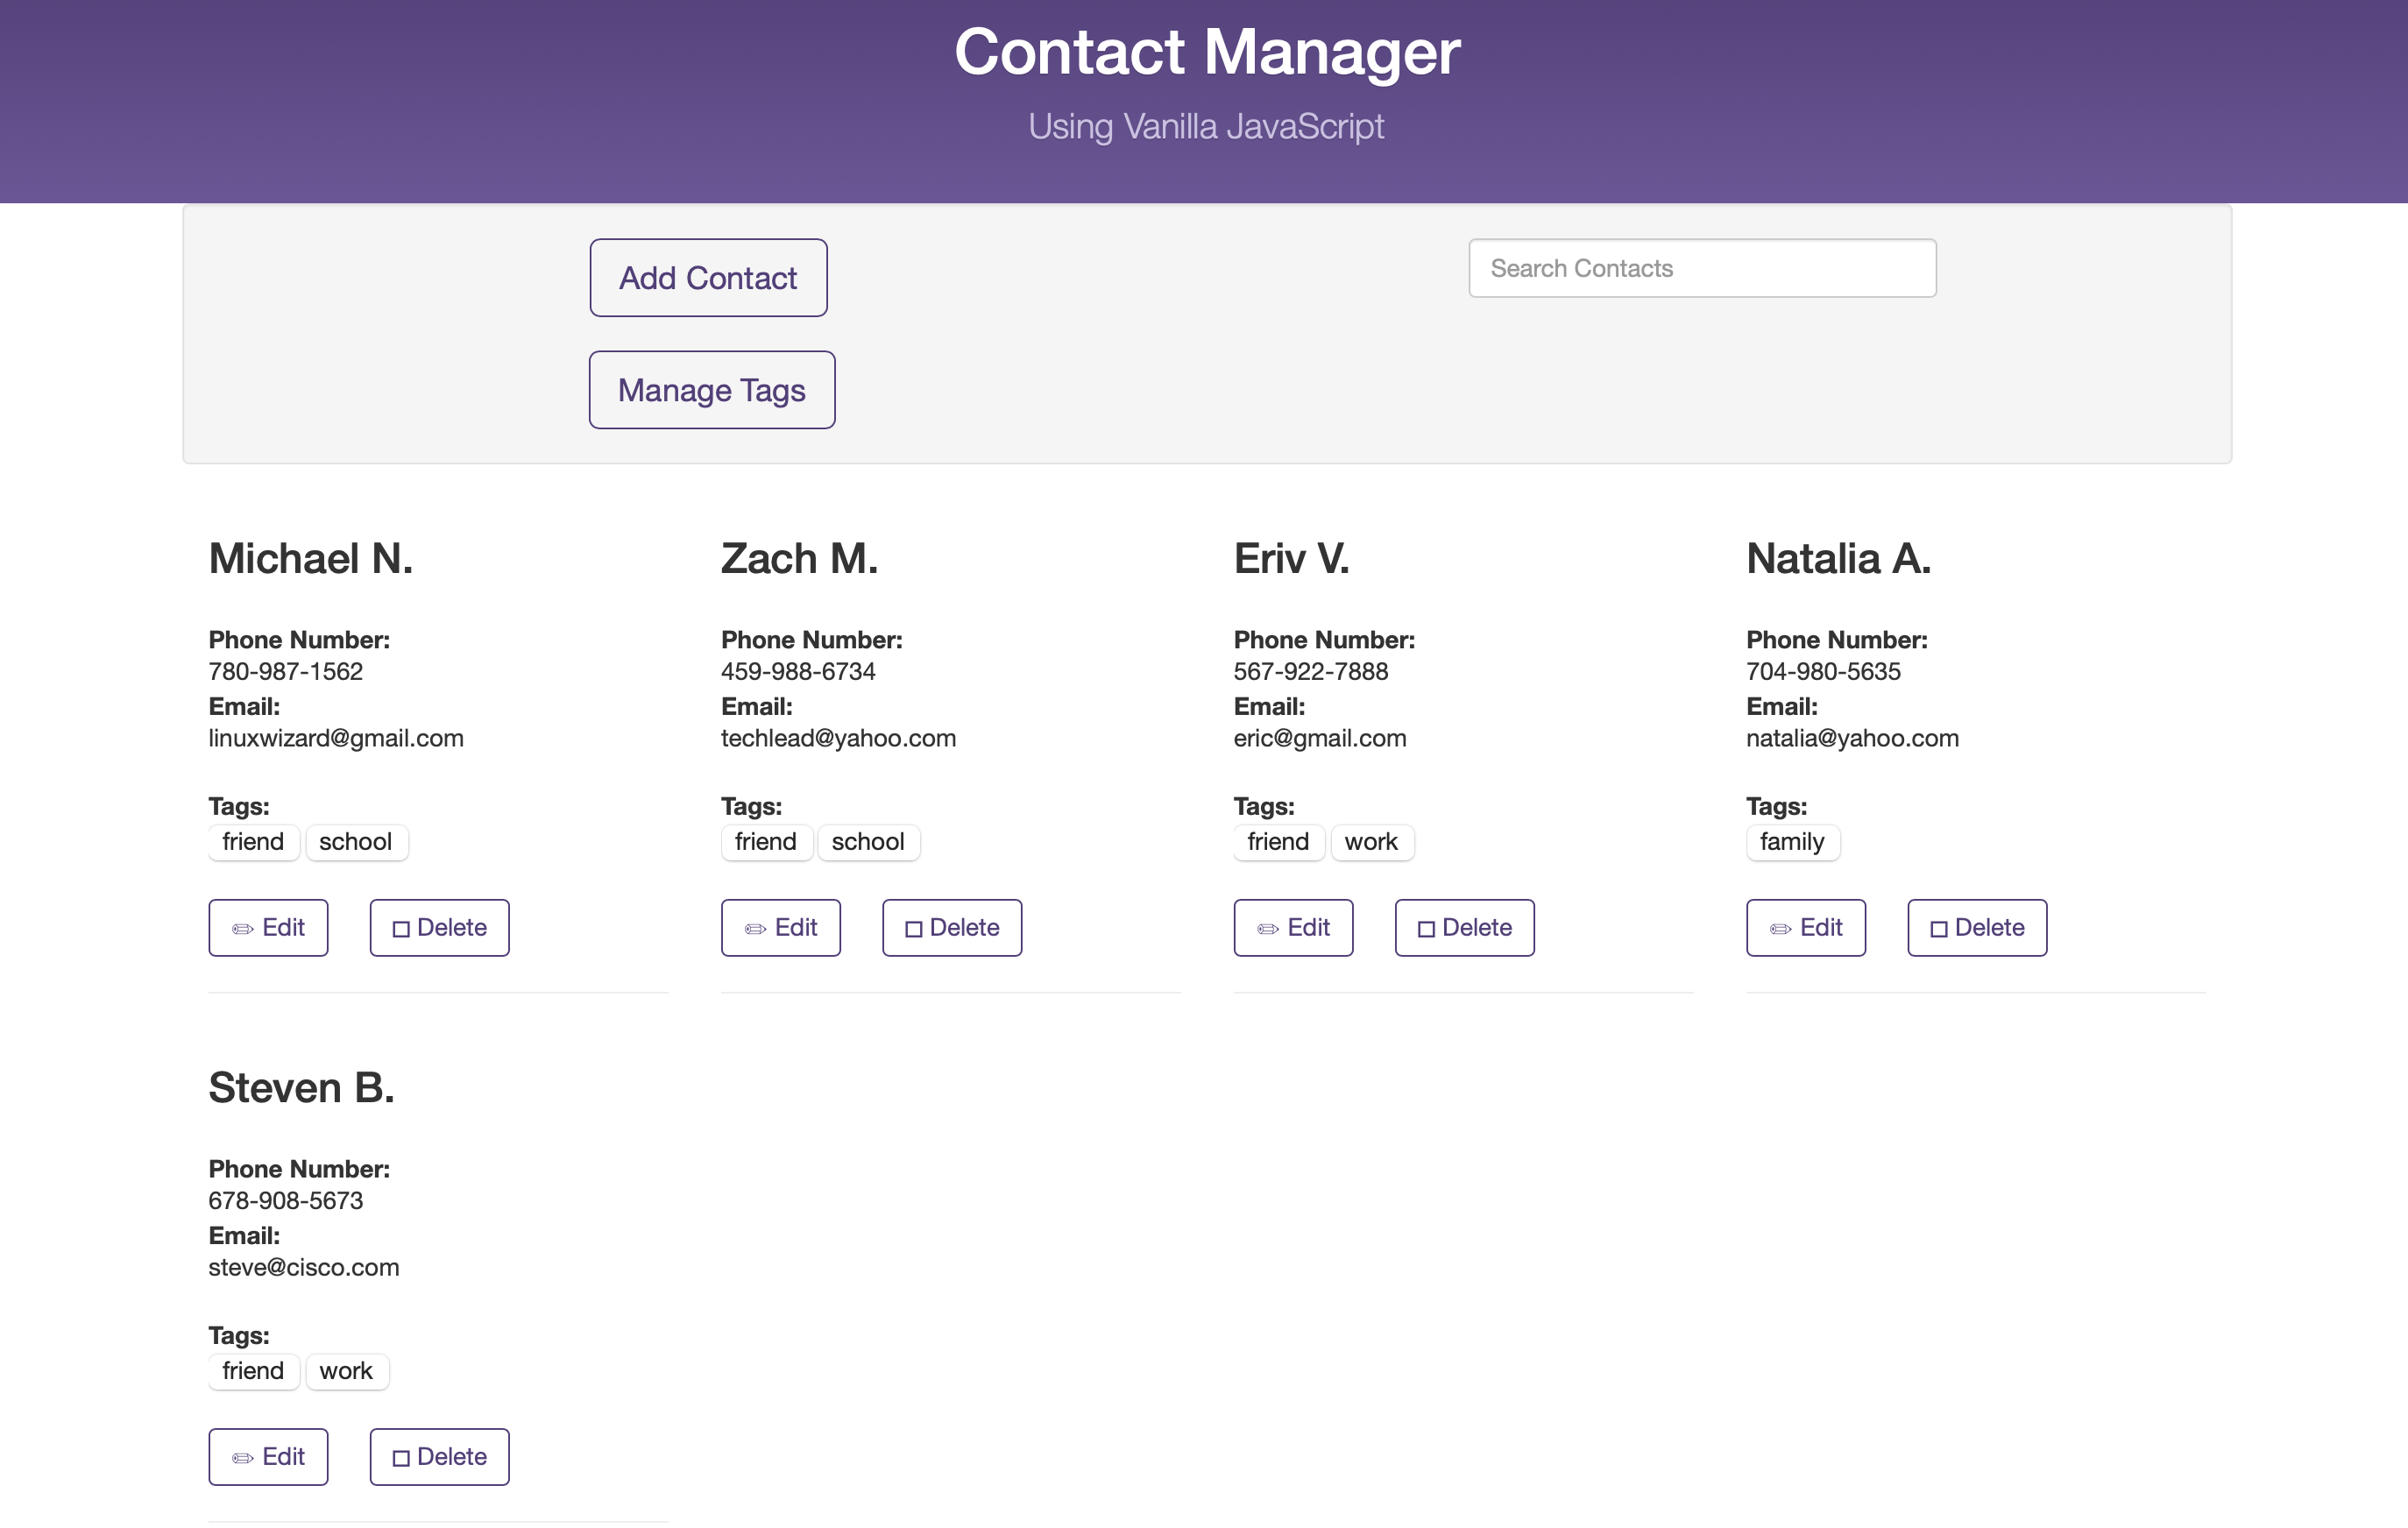 Contact Manager
Using Vanilla JavaScript
Add Contact
Search Contacts
Manage Tags
Michael N.
Phone Number:
780-987-1562
Email:
linuxwizard@gmail.com
Tags:
friend school
Edit Delete
Zach M.
Phone Number:
459-988-6734
Email:
techlead@yahoo.com
Tags:
friend school
Edit Delete
Eriv V.
Phone Number:
567-922-7888
Email:
eric@gmail.com
Tags:
friend work
Edit Delete
Natalia A.
Phone Number:
704-980-5635
Email:
natalia@yahoo.com
Tags:
family
Edit Delete
Steven B.
Phone Number:
678-908-5673
Email:
steve@cisco.com
Tags:
friend work
Edit Delete